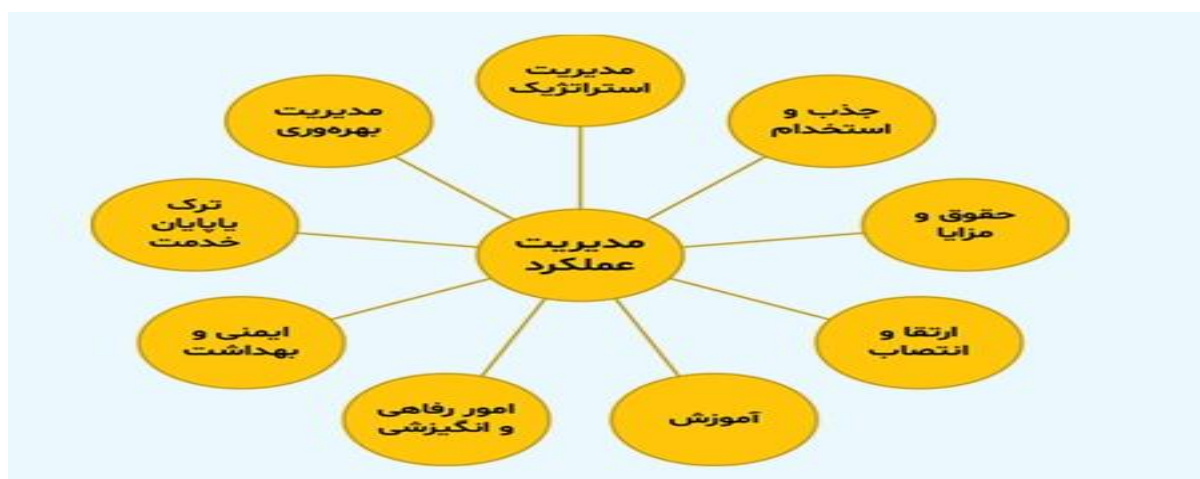 مدیریت
استراتژیک
جذب و
استخدام
حقوق و
مزایا
ارتقا و
انتصاب
آموزش
امور رفاهی
و انگیزشی
ایمنی و
بهداشت
ترک
یاپایان
خدمت
مدیریت
بهره‌وری
مدیریت
عملکرد